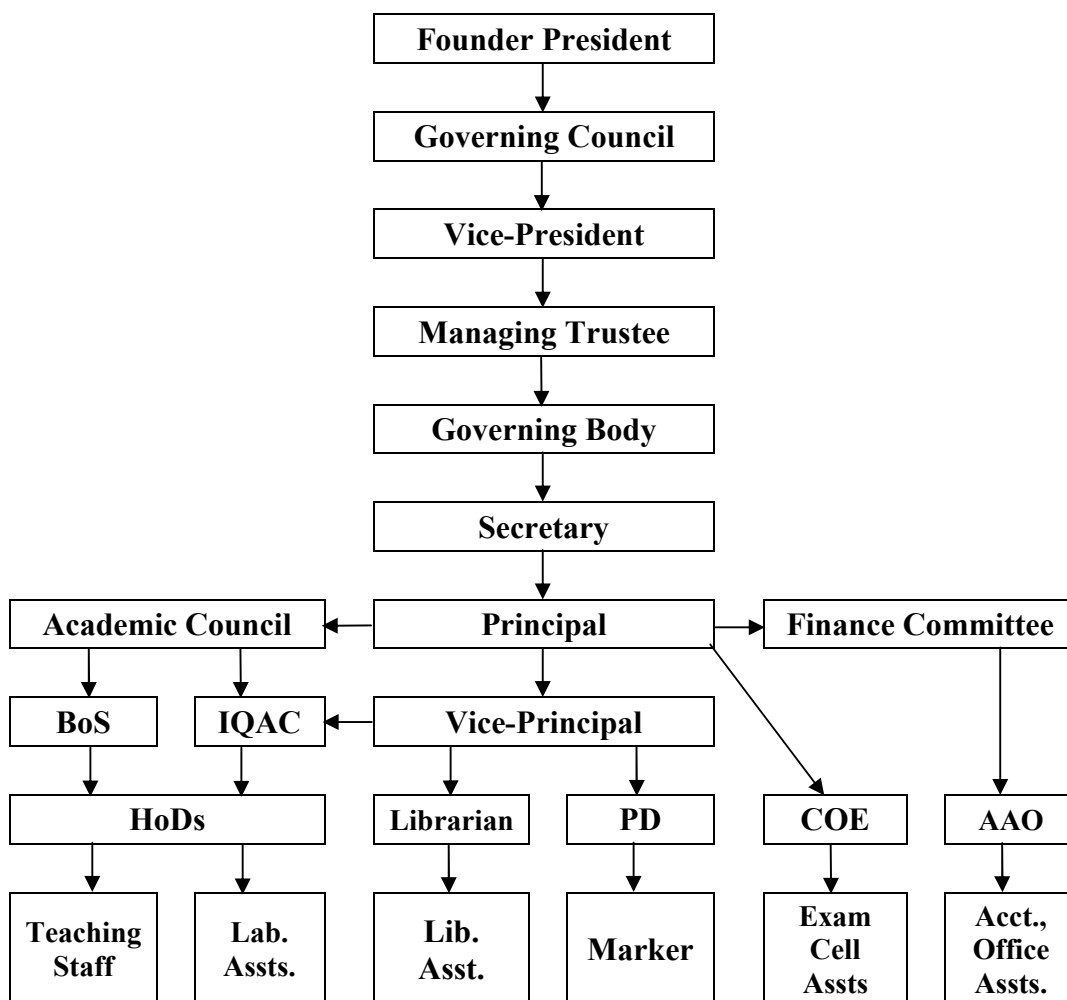 Founder President
Governing Council
Vice-President
Managing Trustee
Governing Body
Secretary
Academic Council
Principal
Finance Committee
BoS
IQAC
Vice-Principal
HoDs
Librarian
PD
COE
AAO
Teaching
Staff
Lab.
Assts.
Lib.
Asst.
Marker
Exam
Cell
Assts
Acct.,
Office
Assts.